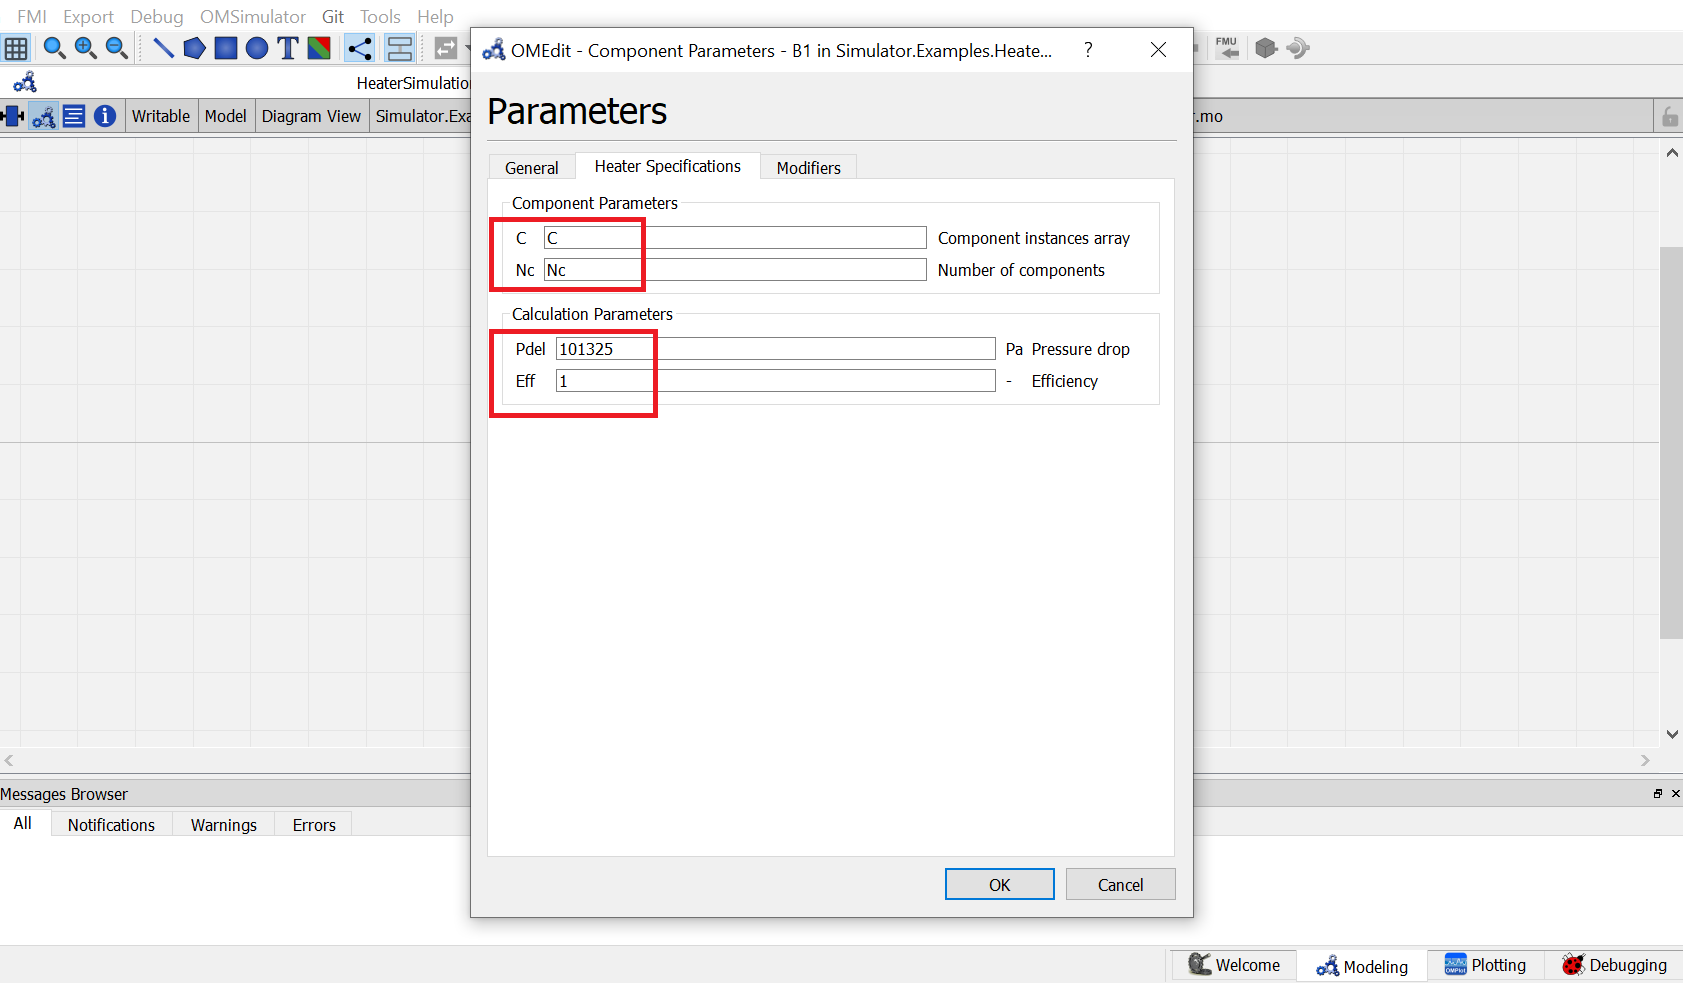 FMI Export Debug OMSimulator Git Tools Help
OMEdit - Component Parameters - B1 in Simulator.Examples.Heate... ?
T
FMU
HeaterSimulation
Writable Model Diagram View Simulator.Exa
r.mo
Parameters
General Heater Specifications Modifiers
Component Parameters
C C Component instances array
Nc Nc Number of components
Calculation Parameters
Pdel 101325 Pa Pressure drop
Eff 1 - Efficiency
Messages Browser
All Notifications Warnings Errors
OK Cancel
Welcome Modeling OMPlot Plotting Debugging